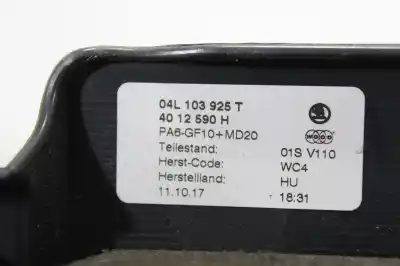 04L 103 925 T
40 12 590 H
PA6-GF10+MD20
Teilestand: 01S V110
Herst-Code: WC4
Herstelland: HU
11.10.17 18:31